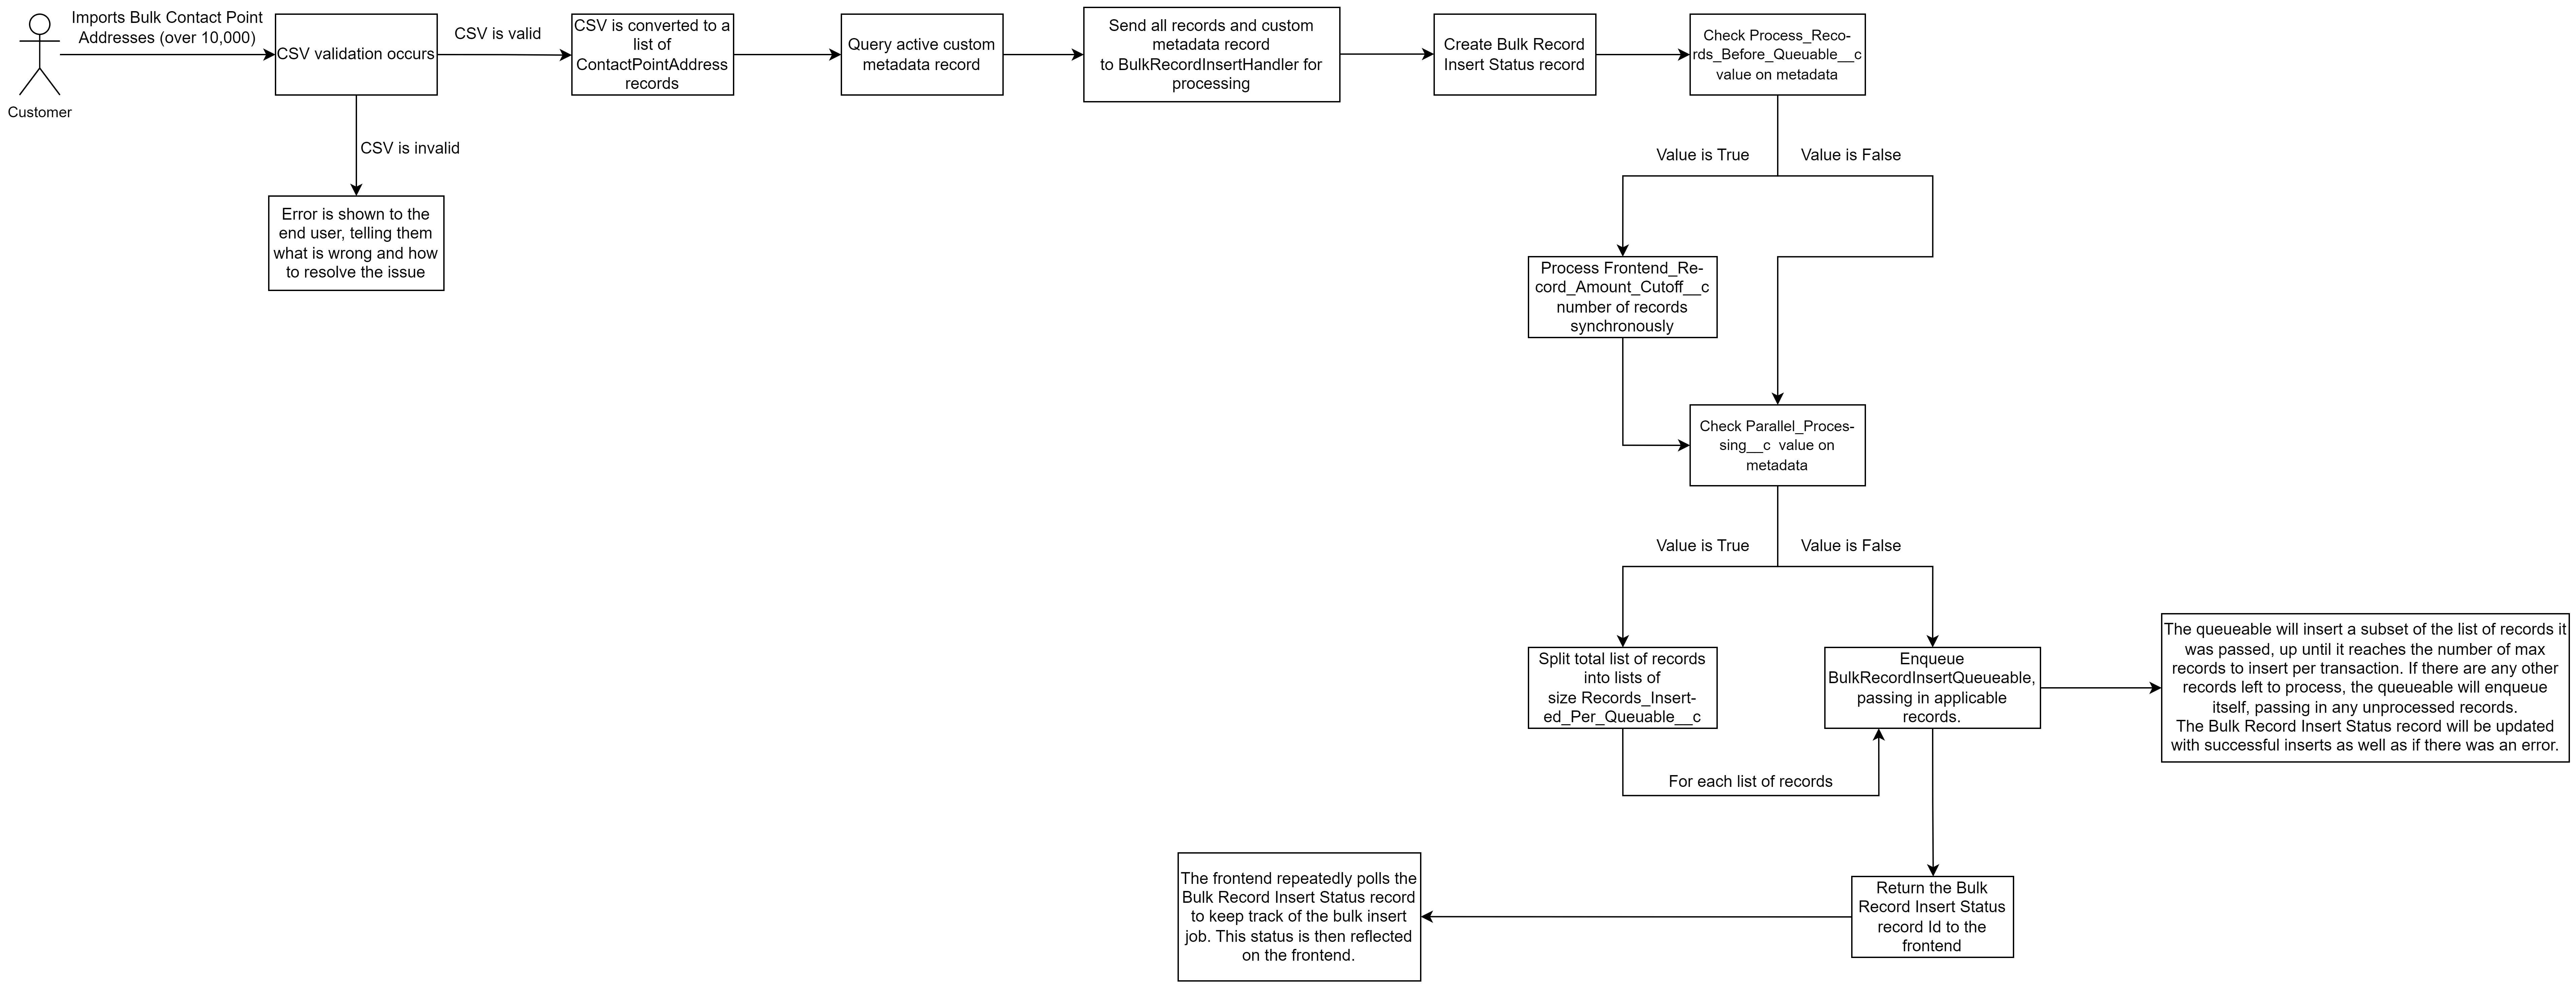 Imports Bulk Contact Point
Addresses (over 10,000)
Customer
CSV validation occurs
CSV is valid
CSV is invalid
Error is shown to the
end user, telling them
what is wrong and how
to resolve the issue
CSV is converted to a
list of
ContactPointAddress
records
Query active custom
metadata record
Send all records and custom
metadata record
to BulkRecordInsertHandler for
processing
Create Bulk Record
Insert Status record
Check Process_Reco-
rds_Before_Queuable__c
value on metadata
Value is True
Value is False
Process Frontend_Re-
cord_Amount_Cutoff__c
number of records
synchronously
Check Parallel_Proces-
sing__c value on
metadata
Value is True
Value is False
Split total list of records
into lists of
size Records_Insert-
ed_Per_Queuable__c
For each list of records
Enqueue
BulkRecordInsertQueueable,
passing in applicable
records.
The queueable will insert a subset of the list of records it
was passed, up until it reaches the number of max
records to insert per transaction. If there are any other
records left to process, the queueable will enqueue
itself, passing in any unprocessed records.
The Bulk Record Insert Status record will be updated
with successful inserts as well as if there was an error.
Return the Bulk
Record Insert Status
record Id to the
frontend
The frontend repeatedly polls the
Bulk Record Insert Status record
to keep track of the bulk insert
job. This status is then reflected
on the frontend.